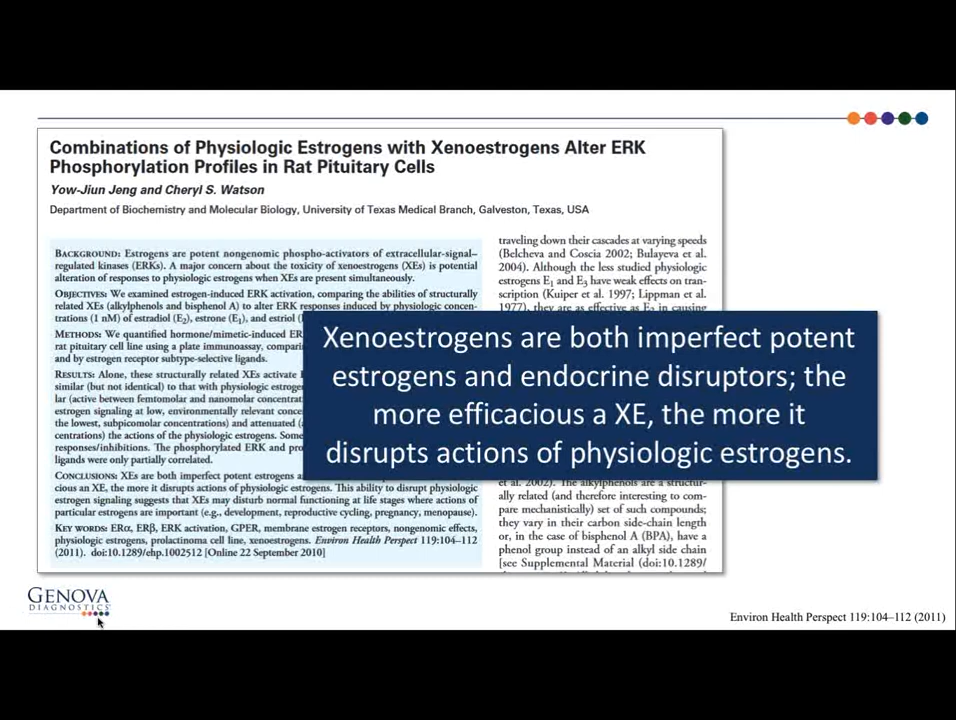 Combinations of Physiologic Estrogens with Xenoestrogens Alter ERK
Phosphorylation Profiles in Rat Pituitary Cells
Yow-Jiun Jeng and Cheryl S. Watson
Department of Biochemistry and Molecular Biology, University of Texas Medical Branch, Galveston, Texas, USA
BACKGROUND: Estrogens are potent nongenomic phospho-activators of extracellular-signal–
regulated kinases (ERKs). A major concern about the toxicity of xenoestrogens (XEs) is potential
alteration of responses to physiologic estrogens when XEs are present simultaneously.
OBJECTIVES: We examined estrogen-induced ERK activation, comparing the abilities of structurally
related XEs (alkylphenols and bisphenol A) to alter ERK responses induced by physiologic concen-
trations (1 nM) of estradiol (E2), estrone (E1), and estriol (
METHODS: We quantified hormone/mimetic-induced ER
rat pituitary cell line using a plate immunoassay, compari
and by estrogen receptor subtype-selective ligands.
RESULTS: Alone, these structurally related XEs activate
similar (but not identical) to that with physiologic estroge
lar (active between femtomolar and nanomolar concentrat
estrogen signaling at low, environmentally relevant conce
the lowest, subpicomolar concentrations) and attenuated (
centrations) the actions of the physiologic estrogens. Some
responses/inhibitions. The phosphorylated ERK and pro
ligands were only partially correlated.
CONCLUSIONS: XEs are both imperfect potent estrogens a
cious an XE, the more it disrupts actions of physiologic estrogens. This ability to disrupt physiologic
estrogen signaling suggests that XEs may disturb normal functioning at life stages where actions of
particular estrogens are important (e.g., development, reproductive cycling, pregnancy, menopause).
KEY WORDS: ERα, ERβ, ERK activation, GPER, membrane estrogen receptors, nongenomic effects,
physiologic estrogens, prolactinoma cell line, xenoestrogens. Environ Health Perspect 119:104–112
(2011). doi:10.1289/ehp.1002512 [Online 22 September 2010]
traveling down their cascades at varying speeds
(Belcheva and Coscia 2002; Bulayeva et al.
2004). Although the less studied physiologic
estrogens E1 and E3 have weak effects on tran-
scription (Kuiper et al. 1997; Lippman et al.
1977), they are as effective as E2 in causing
Xenoestrogens are both imperfect potent
estrogens and endocrine disruptors; the
more efficacious a XE, the more it
disrupts actions of physiologic estrogens.
et al. 2002). The alkylphenols are a structur-
ally related (and therefore interesting to com-
pare mechanistically) set of such compounds;
they vary in their carbon side-chain length
or, in the case of bisphenol A (BPA), have a
phenol group instead of an alkyl side chain
[see Supplemental Material (doi:10.1289/
GENOVA
DIAGNOSTICS
Environ Health Perspect 119:104–112 (2011)